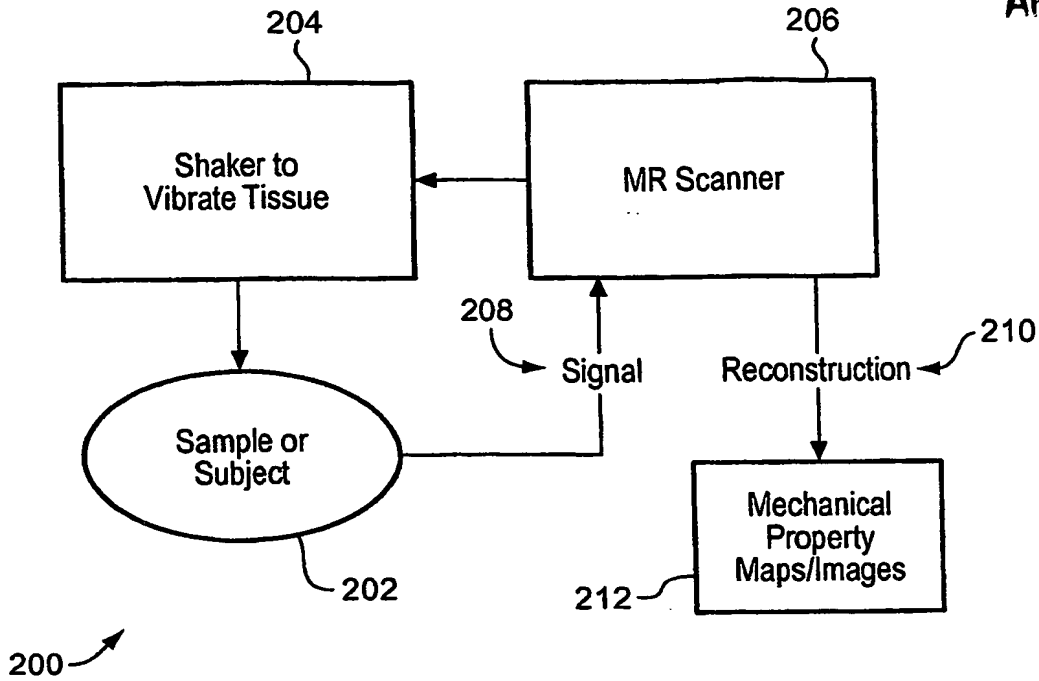 204
206
Shaker to
Vibrate Tissue
MR Scanner
208
Signal
Reconstruction
210
Sample or
Subject
Mechanical
Property
Maps/Images
202
212
200